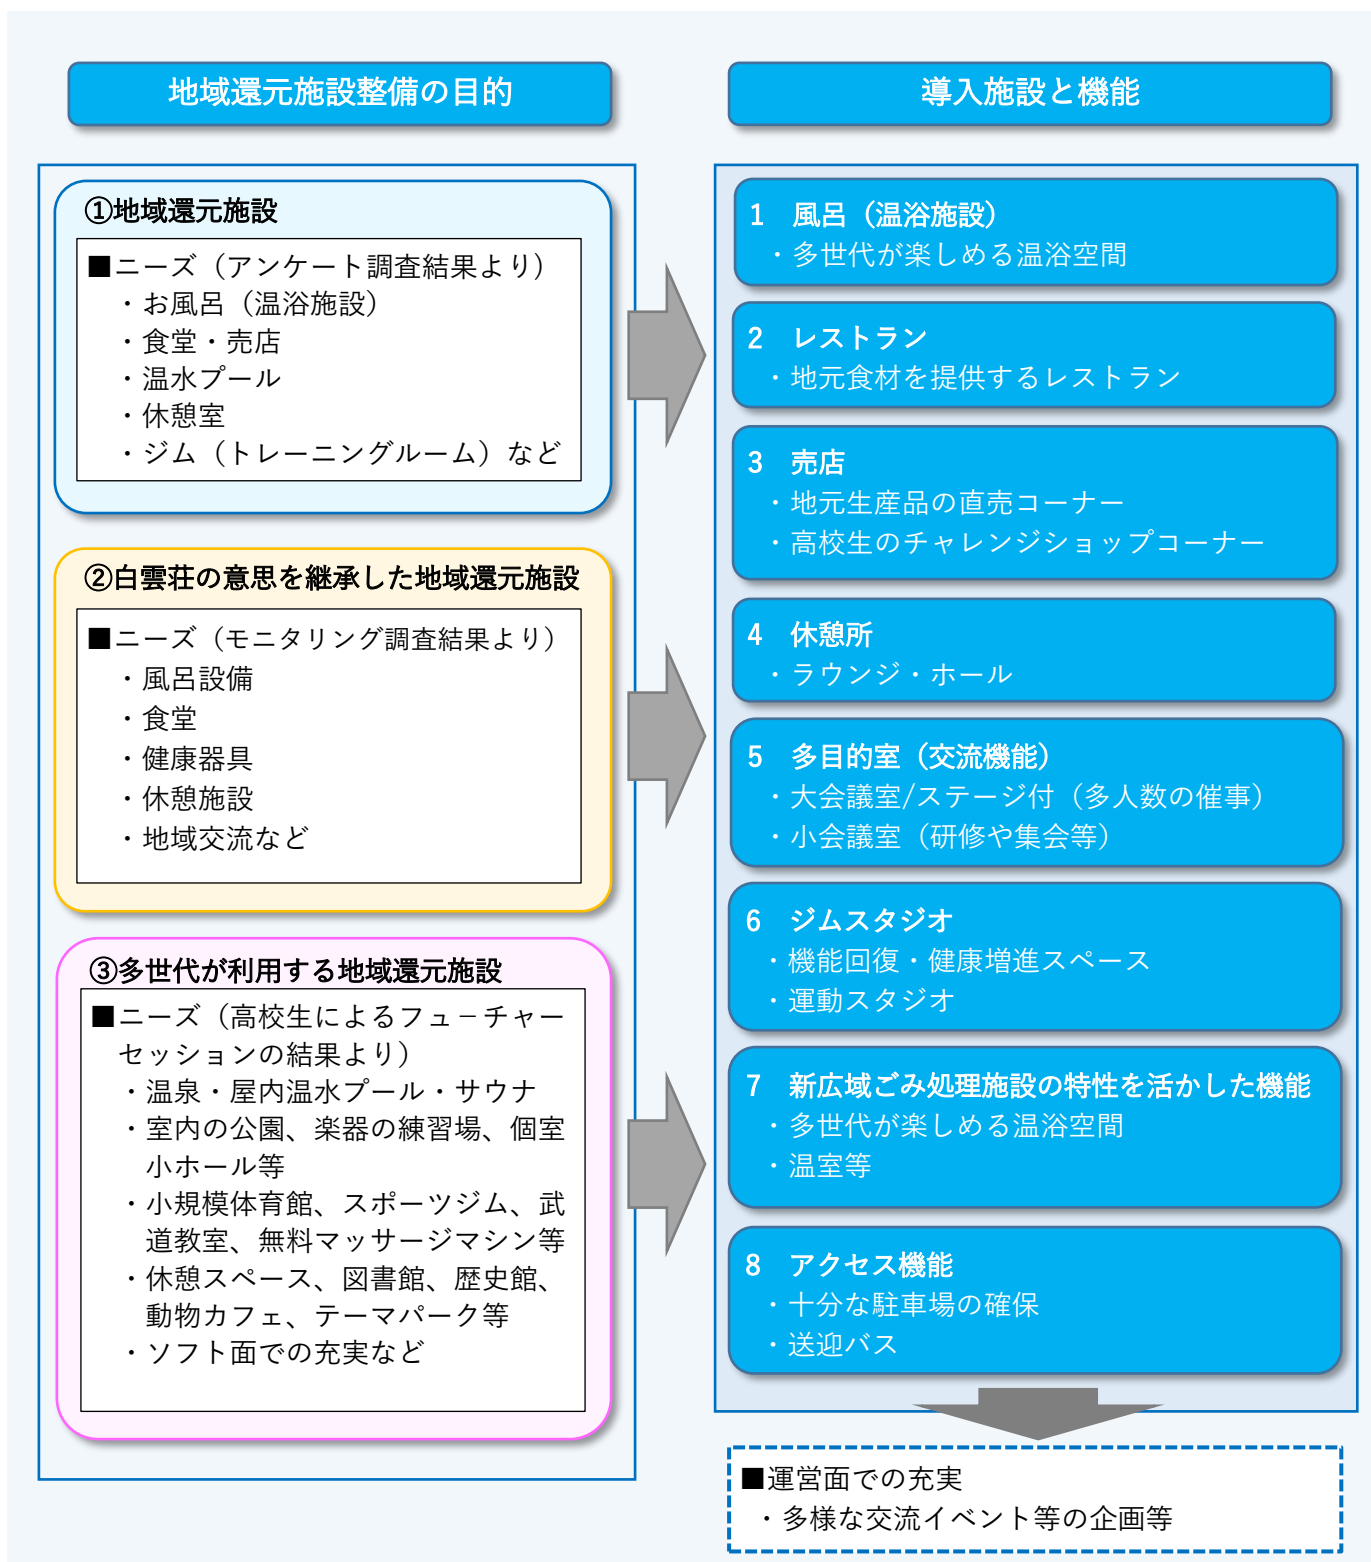 地域還元施設整備の目的
①地域還元施設
■ニーズ（アンケート調査結果より）
・お風呂（温浴施設）
・食堂・売店
・温水プール
・休憩室
・ジム（トレーニングルーム）など
②白雲荘の意思を継承した地域還元施設
■ニーズ（モニタリング調査結果より）
・風呂設備
・食堂
・健康器具
・休憩施設
・地域交流など
③多世代が利用する地域還元施設
■ニーズ（高校生によるフュ－チャー
セッションの結果より）
・温泉・屋内温水プール・サウナ
・室内の公園、楽器の練習場、個室
小ホール等
・小規模体育館、スポーツジム、武
道教室、無料マッサージマシン等
・休憩スペース、図書館、歴史館、
動物カフェ、テーマパーク等
・ソフト面での充実など
導入施設と機能
1　風呂（温浴施設）
・多世代が楽しめる温浴空間
2　レストラン
・地元食材を提供するレストラン
3　売店
・地元生産品の直売コーナー
・高校生のチャレンジショップコーナー
4　休憩所
・ラウンジ・ホール
5　多目的室（交流機能）
・大会議室/ステージ付（多人数の催事）
・小会議室（研修や集会等）
6　ジムスタジオ
・機能回復・健康増進スペース
・運動スタジオ
7　新広域ごみ処理施設の特性を活かした機能
・多世代が楽しめる温浴空間
・温室等
8　アクセス機能
・十分な駐車場の確保
・送迎バス
■運営面での充実
・多様な交流イベント等の企画等